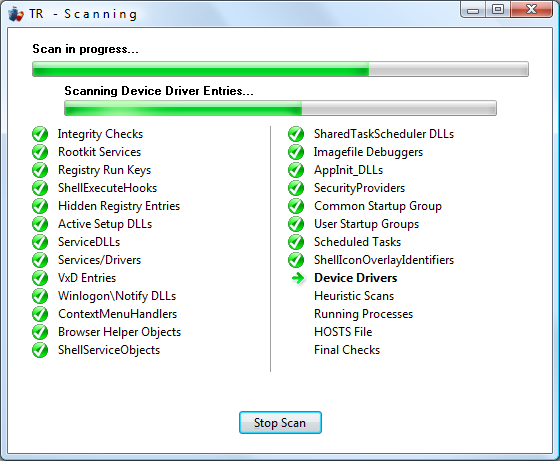 TR - Scanning
Scan in progress...
Scanning Device Driver Entries...
Integrity Checks
Rootkit Services
Registry Run Keys
ShellExecuteHooks
Hidden Registry Entries
Active Setup DLLs
ServiceDLLs
Services/Drivers
VxD Entries
Winlogon\Notify DLLs
ContextMenuHandlers
Browser Helper Objects
ShellServiceObjects
SharedTaskScheduler DLLs
Imagefile Debuggers
AppInit_DLLs
SecurityProviders
Common Startup Group
User Startup Groups
Scheduled Tasks
ShellIconOverlayIdentifiers
Device Drivers
Heuristic Scans
Running Processes
HOSTS File
Final Checks
Stop Scan